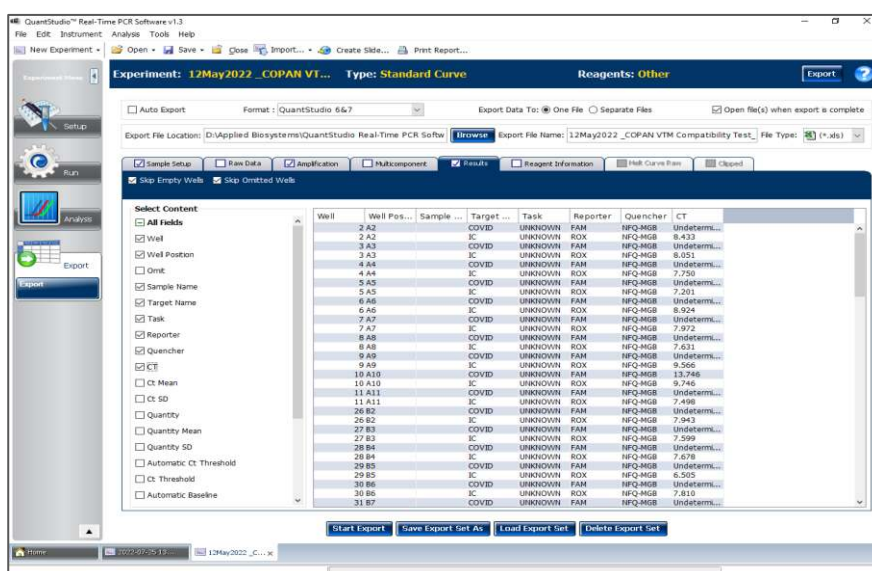 QuantStudio™ Real-Time PCR Software v1.3
File Edit Instrument Analysis Tools Help
New Experiment Open Save Close Import... Create Slide... Print Report...
Experiment: 12May2022 _COPAN VT... Type: Standard Curve Reagents: Other Export
Experiment Menu
Auto Export Format : QuantStudio 6&7 Export Data To: One File Separate Files Open file(s) when export is complete
Export File Location: D:\Applied Biosystems\QuantStudio Real-Time PCR Softw Browse Export File Name: 12May2022 _COPAN VTM Compatibility Test_ File Type: (*.xls)
Setup
Run
Analysis
Export
Export
Sample Setup Raw Data Amplification Multicomponent Results Reagent Information Melt Curve Raw Clipped
Skip Empty Wells Skip Omitted Wells
Select Content
All Fields
Well
Well Position
Omit
Sample Name
Target Name
Task
Reporter
Quencher
CT
Ct Mean
Ct SD
Quantity
Quantity Mean
Quantity SD
Automatic Ct Threshold
Ct Threshold
Automatic Baseline
Well Well Pos... Sample ... Target ... Task Reporter Quencher CT
2 A2 COVID UNKNOWN FAM NFQ-MGB Undetermi...
2 A2 IC UNKNOWN ROX NFQ-MGB 8.433
3 A3 COVID UNKNOWN FAM NFQ-MGB Undetermi...
3 A3 IC UNKNOWN ROX NFQ-MGB 8.051
4 A4 COVID UNKNOWN FAM NFQ-MGB Undetermi...
4 A4 IC UNKNOWN ROX NFQ-MGB 7.750
5 A5 COVID UNKNOWN FAM NFQ-MGB Undetermi...
5 A5 IC UNKNOWN ROX NFQ-MGB 7.201
6 A6 COVID UNKNOWN FAM NFQ-MGB Undetermi...
6 A6 IC UNKNOWN ROX NFQ-MGB 8.924
7 A7 COVID UNKNOWN FAM NFQ-MGB Undetermi...
7 A7 IC UNKNOWN ROX NFQ-MGB 7.972
8 A8 COVID UNKNOWN FAM NFQ-MGB Undetermi...
8 A8 IC UNKNOWN ROX NFQ-MGB 7.631
9 A9 COVID UNKNOWN FAM NFQ-MGB Undetermi...
9 A9 IC UNKNOWN ROX NFQ-MGB 9.566
10 A10 COVID UNKNOWN FAM NFQ-MGB 13.746
10 A10 IC UNKNOWN ROX NFQ-MGB 9.746
11 A11 COVID UNKNOWN FAM NFQ-MGB Undetermi...
11 A11 IC UNKNOWN ROX NFQ-MGB 7.498
26 B2 COVID UNKNOWN FAM NFQ-MGB Undetermi...
26 B2 IC UNKNOWN ROX NFQ-MGB 7.943
27 B3 COVID UNKNOWN FAM NFQ-MGB Undetermi...
27 B3 IC UNKNOWN ROX NFQ-MGB 7.599
28 B4 COVID UNKNOWN FAM NFQ-MGB Undetermi...
28 B4 IC UNKNOWN ROX NFQ-MGB 7.678
29 B5 COVID UNKNOWN FAM NFQ-MGB Undetermi...
29 B5 IC UNKNOWN ROX NFQ-MGB 6.505
30 B6 COVID UNKNOWN FAM NFQ-MGB Undetermi...
30 B6 IC UNKNOWN ROX NFQ-MGB 7.810
31 B7 COVID UNKNOWN FAM NFQ-MGB Undetermi...
Start Export Save Export Set As Load Export Set Delete Export Set
Home 12May2022 _C... x